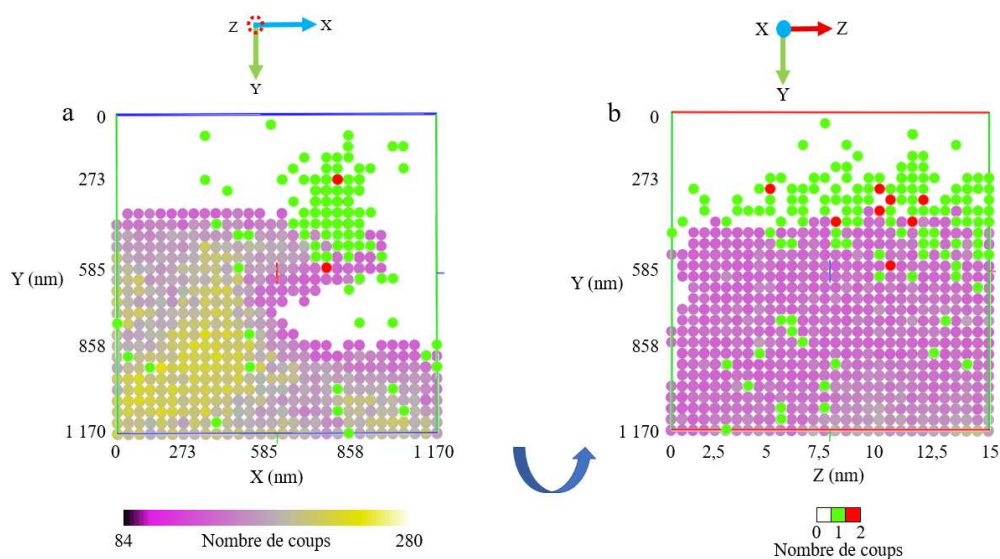 Z X
Y
X Z
Y
a
b
0
273
585
858
1 170
Y (nm)
0 273 585 858 1 170
X (nm)
0
273
585
858
1 170
Y (nm)
0 2,5 5 7,5 10 12,5 15
Z (nm)
84 Nombre de coups 280
0 1 2
Nombre de coups